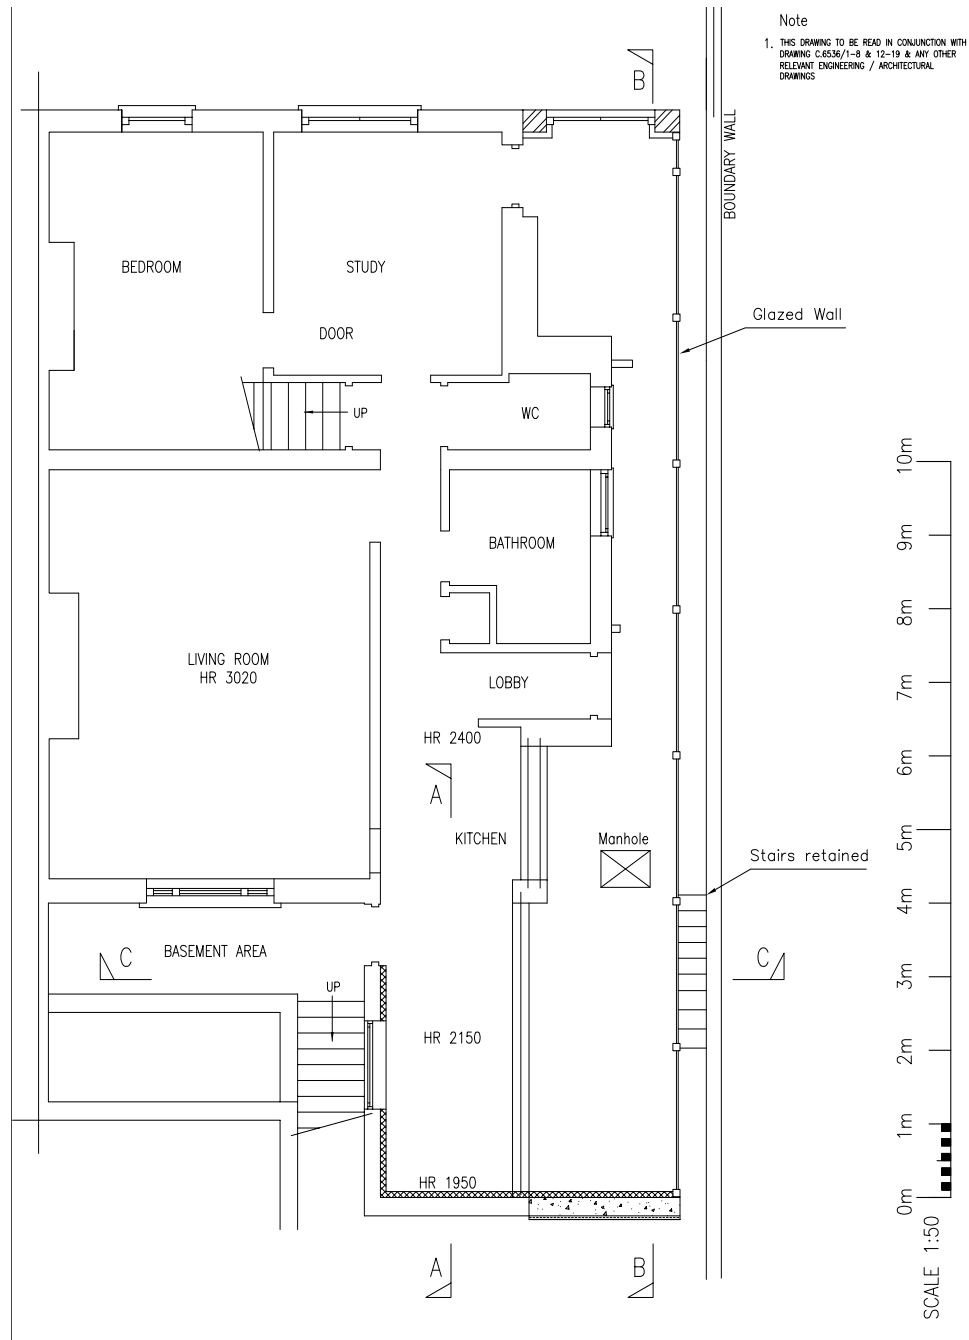 Note
1. THIS DRAWING TO BE READ IN CONJUNCTION WITH
DRAWING C.6536/1-8 & 12-19 & ANY OTHER
RELEVANT ENGINEERING / ARCHITECTURAL
DRAWINGS
B
BOUNDARY WALL
BEDROOM
STUDY
Glazed Wall
DOOR
UP
WC
BATHROOM
LIVING ROOM
HR 3020
LOBBY
HR 2400
A
KITCHEN
Manhole
Stairs retained
C
BASEMENT AREA
C
UP
HR 2150
HR 1950
A
B
10m
9m
8m
7m
6m
5m
4m
3m
2m
1m
0m
SCALE 1:50